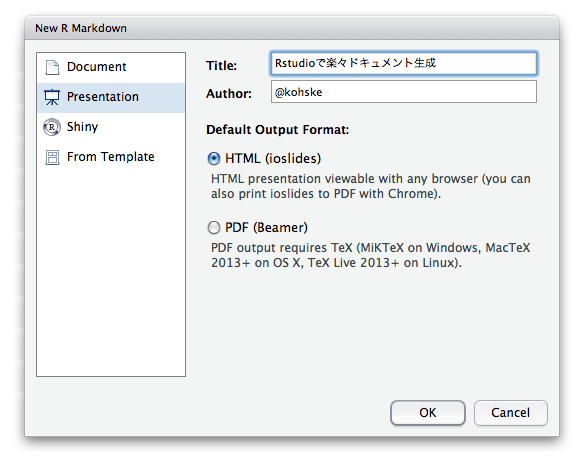 New R Markdown
Document
Presentation
Shiny
From Template
Title: Rstudioで楽々ドキュメント生成
Author: @kohske
Default Output Format:
HTML (ioslides)
HTML presentation viewable with any browser (you can
also print ioslides to PDF with Chrome).
PDF (Beamer)
PDF output requires TeX (MiKTeX on Windows, MacTeX
2013+ on OS X, TeX Live 2013+ on Linux).
OK Cancel